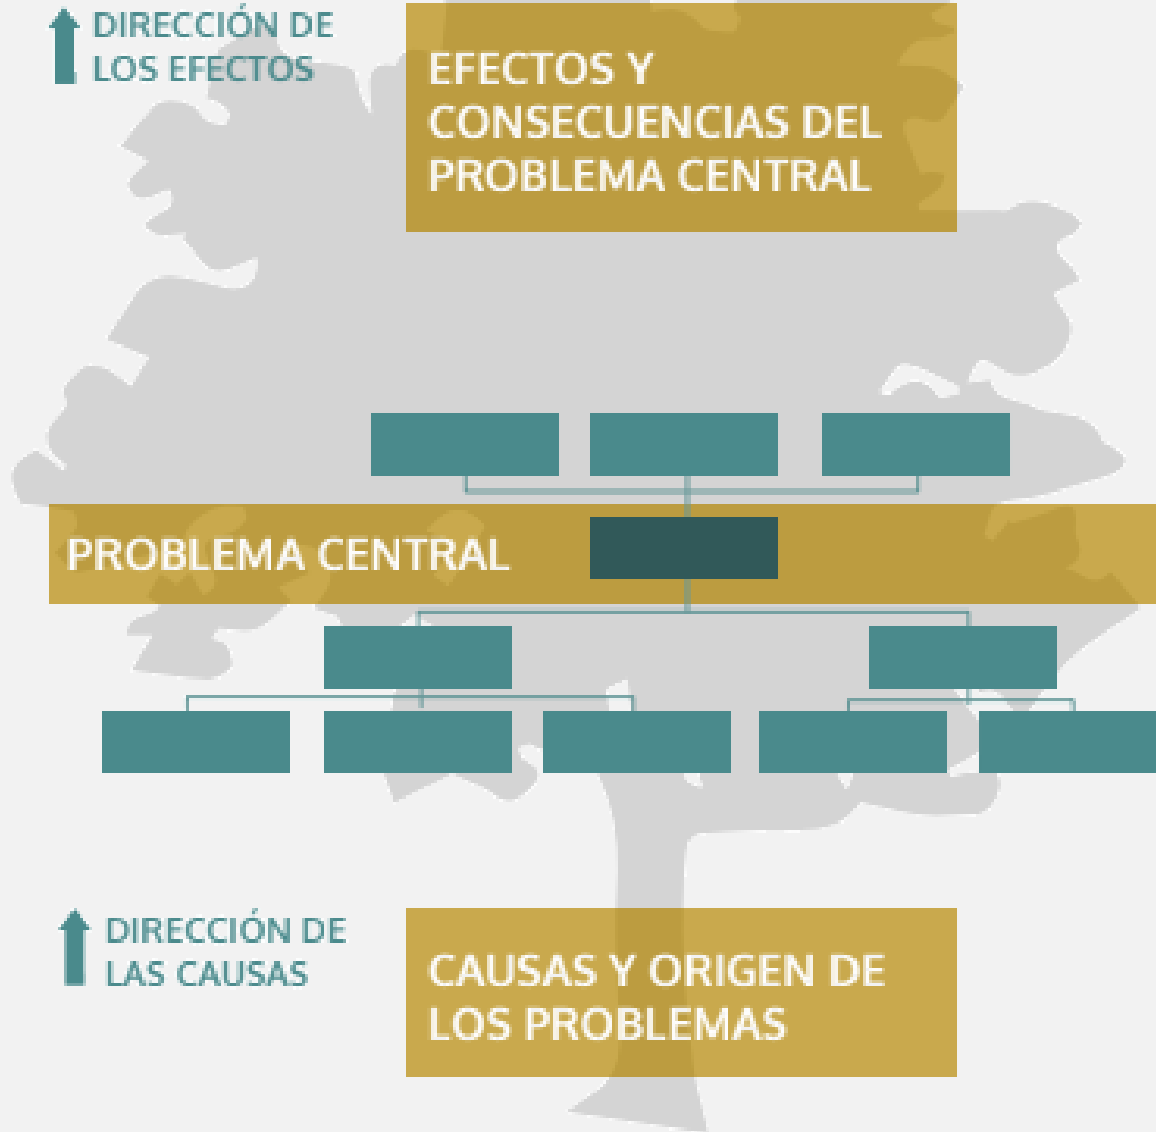 DIRECCIÓN DE
LOS EFECTOS
EFECTOS Y
CONSECUENCIAS DEL
PROBLEMA CENTRAL
PROBLEMA CENTRAL
DIRECCIÓN DE
LAS CAUSAS
CAUSAS Y ORIGEN DE
LOS PROBLEMAS